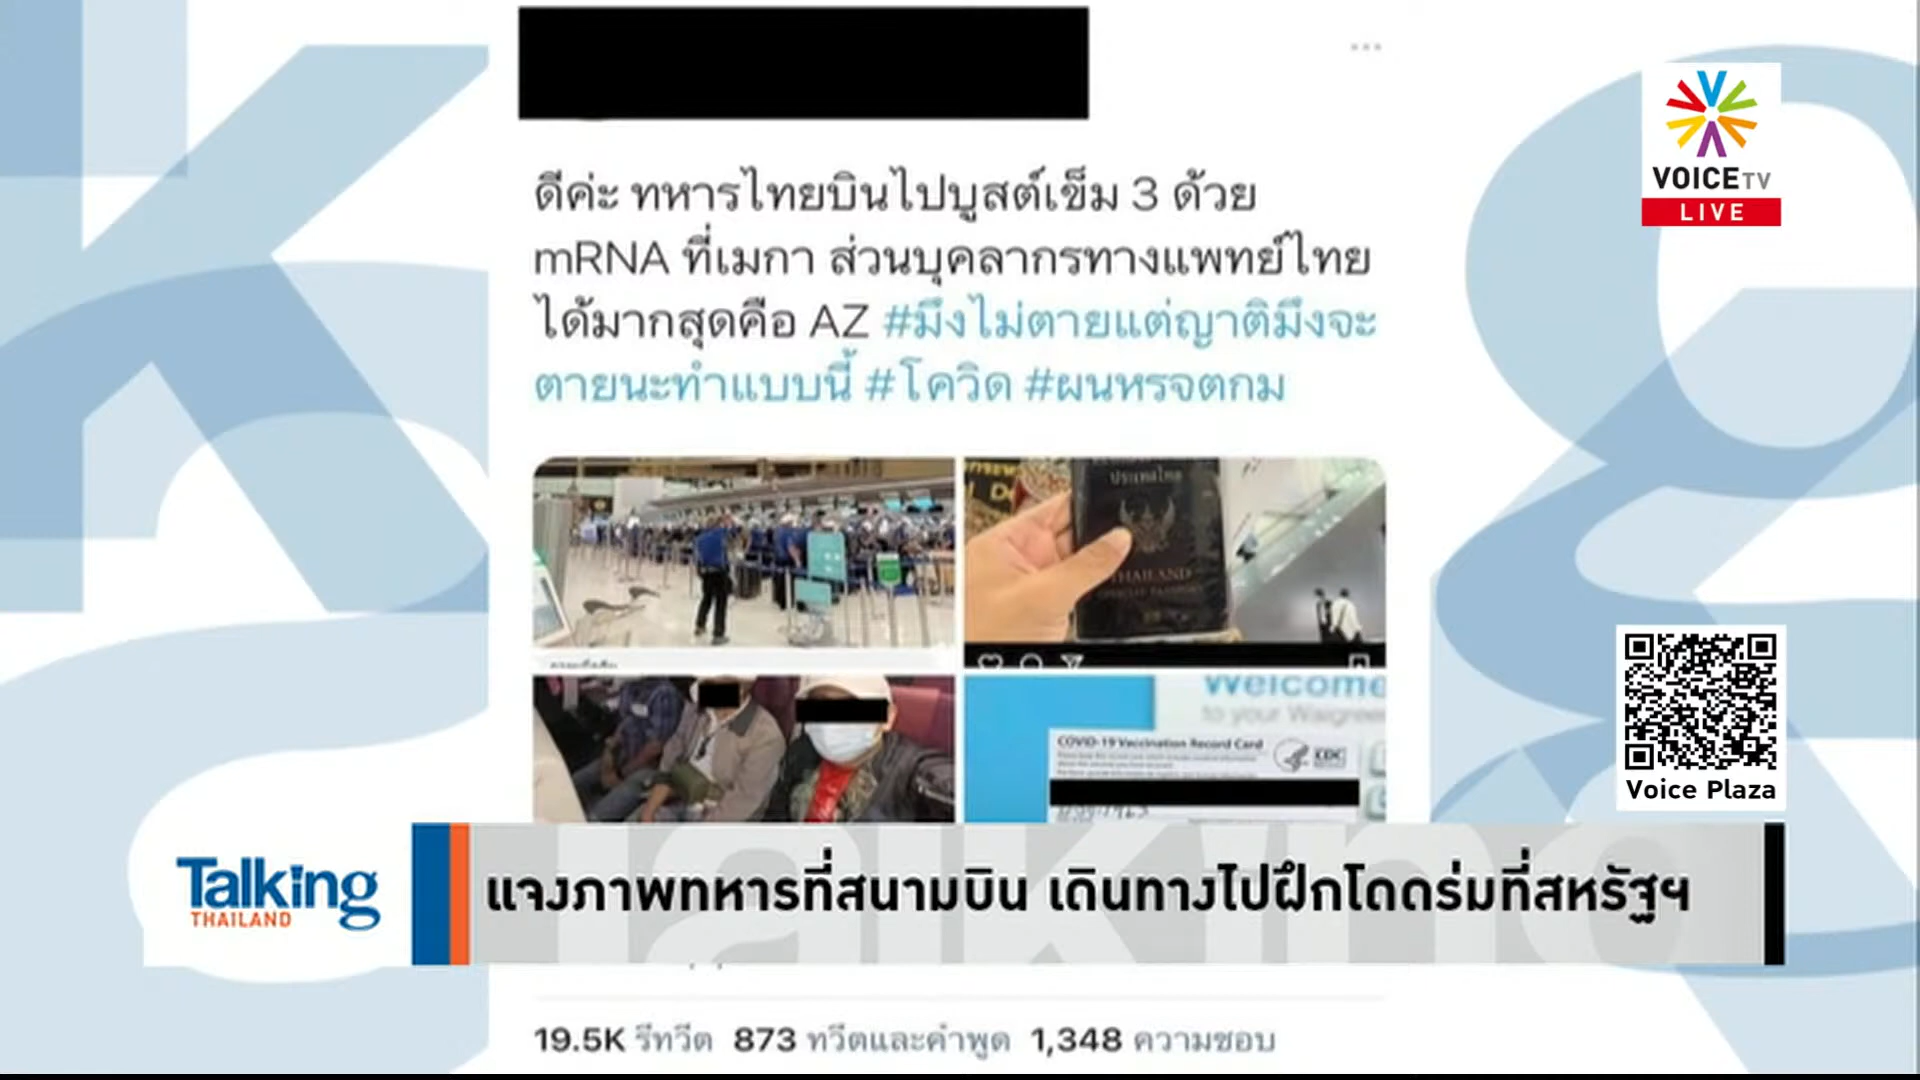 ดีค่ะ ทหารไทยบินไปบูสต์เข็ม 3 ด้วย
mRNA ที่เมกา ส่วนบุคลากรทางแพทย์ไทย
ได้มากสุดคือ AZ #มึงไม่ตายแต่ญาติมึงจะ
ตายนะทำแบบนี้ #โควิด #ผนหรจตกม
VOICE TV
LIVE
ประเทศไทย
THAILAND
Welcome
to your Walgree
COVID-19 Vaccination Record Card
CDC
Voice Plaza
Talking
THAILAND
แจงภาพทหารที่สนามบิน เดินทางไปฝึกโดดร่มที่สหรัฐฯ
19.5K รีทวีต 873 ทวีตและคำพูด 1,348 ความชอบ